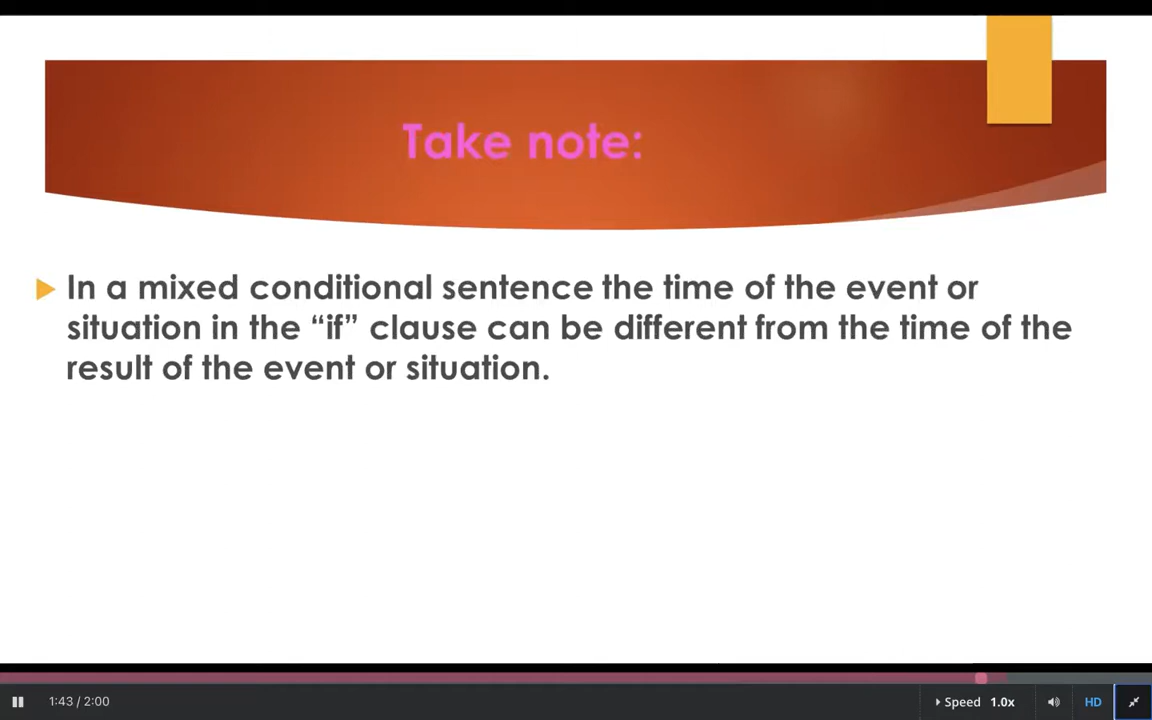 Take note:
In a mixed conditional sentence the time of the event or
situation in the “if” clause can be different from the time of the
result of the event or situation.
1:43 / 2:00
Speed 1.0x
HD